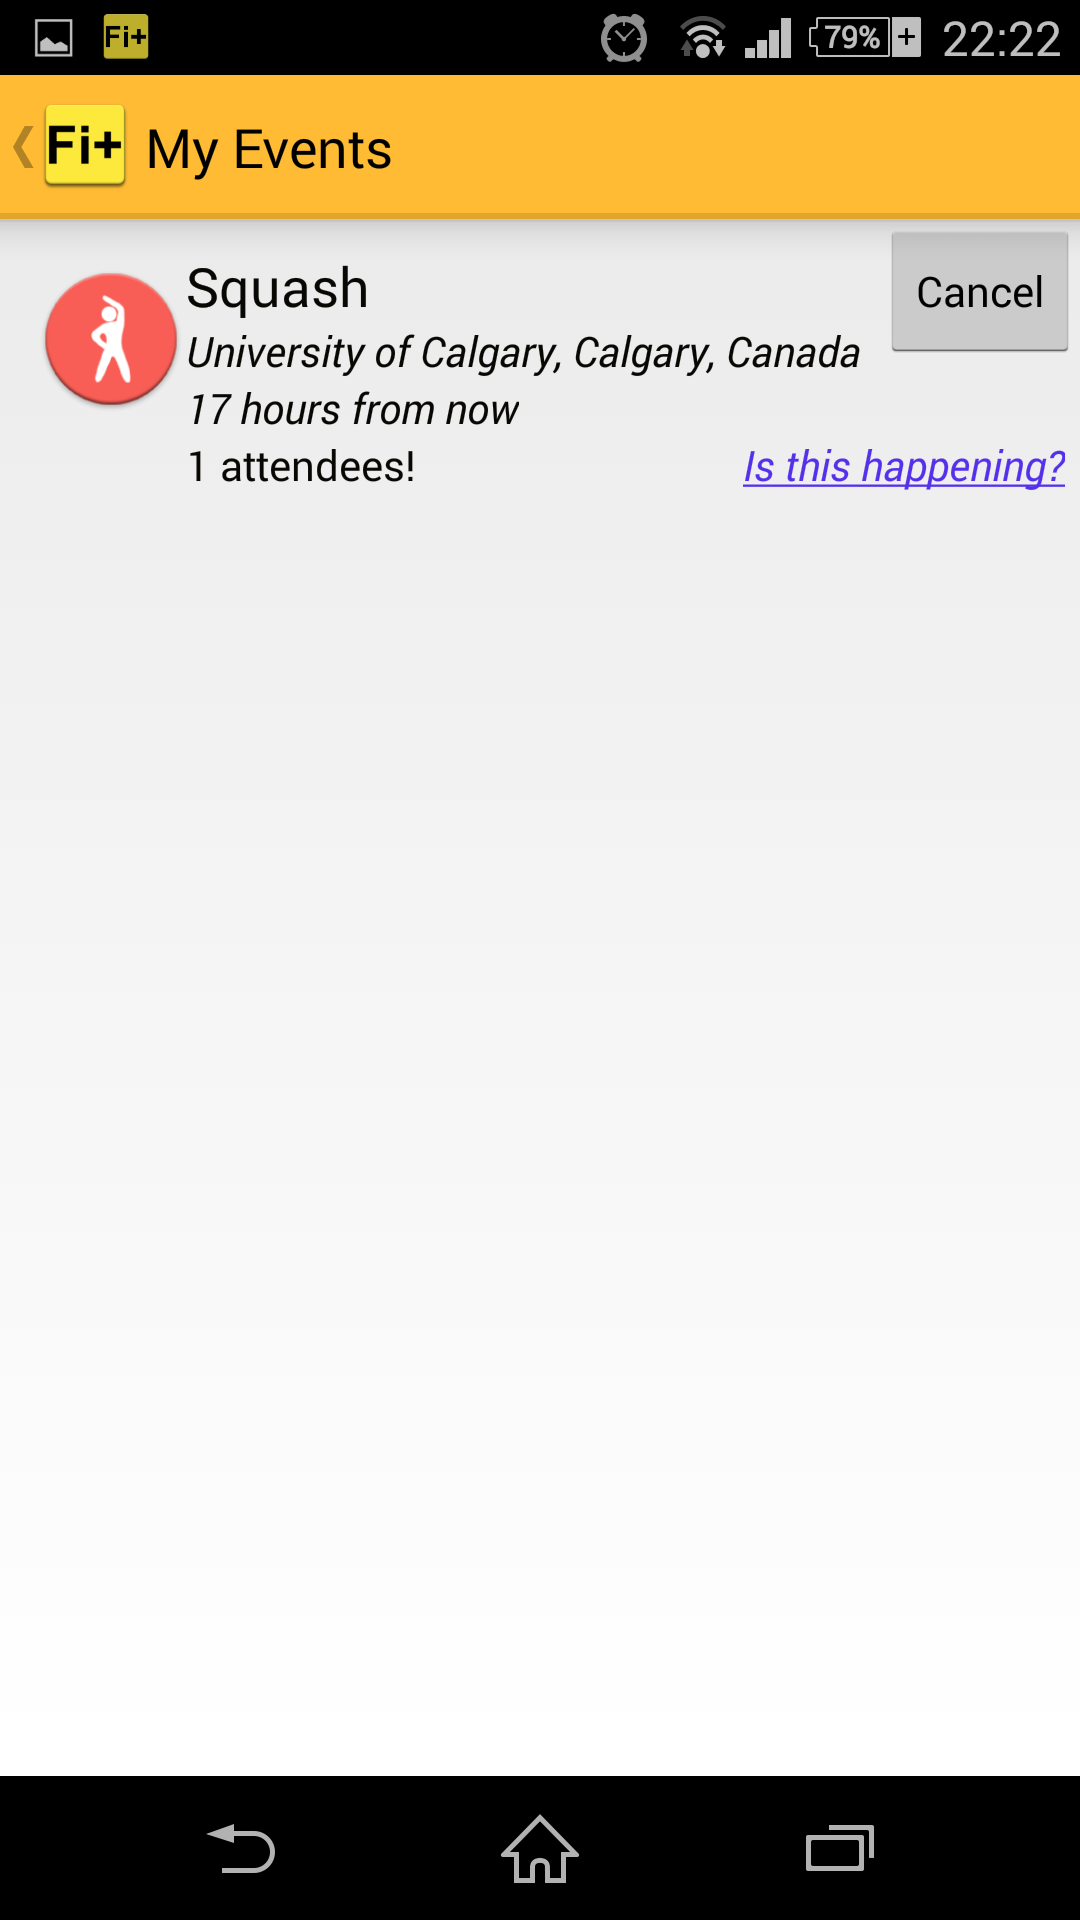 Fi+ 79% 22:22
Fi+ My Events
Squash
Cancel
University of Calgary, Calgary, Canada
17 hours from now
1 attendees!
Is this happening?